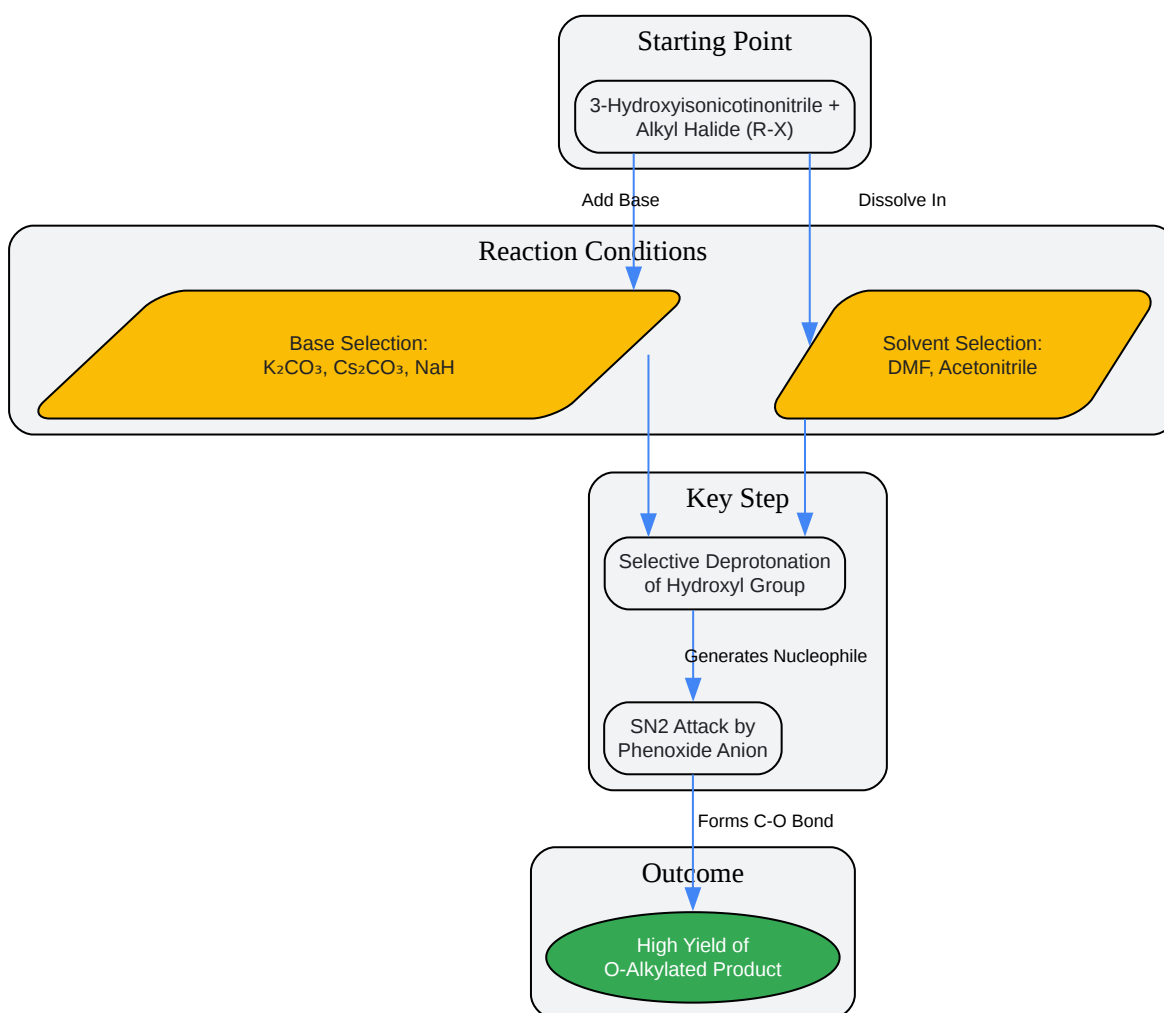 Starting Point
3-Hydroxyisonicotinonitrile +
Alkyl Halide (R-X)
Add Base
Dissolve In
Reaction Conditions
Base Selection:
K₂CO₃, Cs₂CO₃, NaH
Solvent Selection:
DMF, Acetonitrile
Key Step
Selective Deprotonation
of Hydroxyl Group
Generates Nucleophile
SN2 Attack by
Phenoxide Anion
Forms C-O Bond
Outcome
High Yield of
O-Alkylated Product